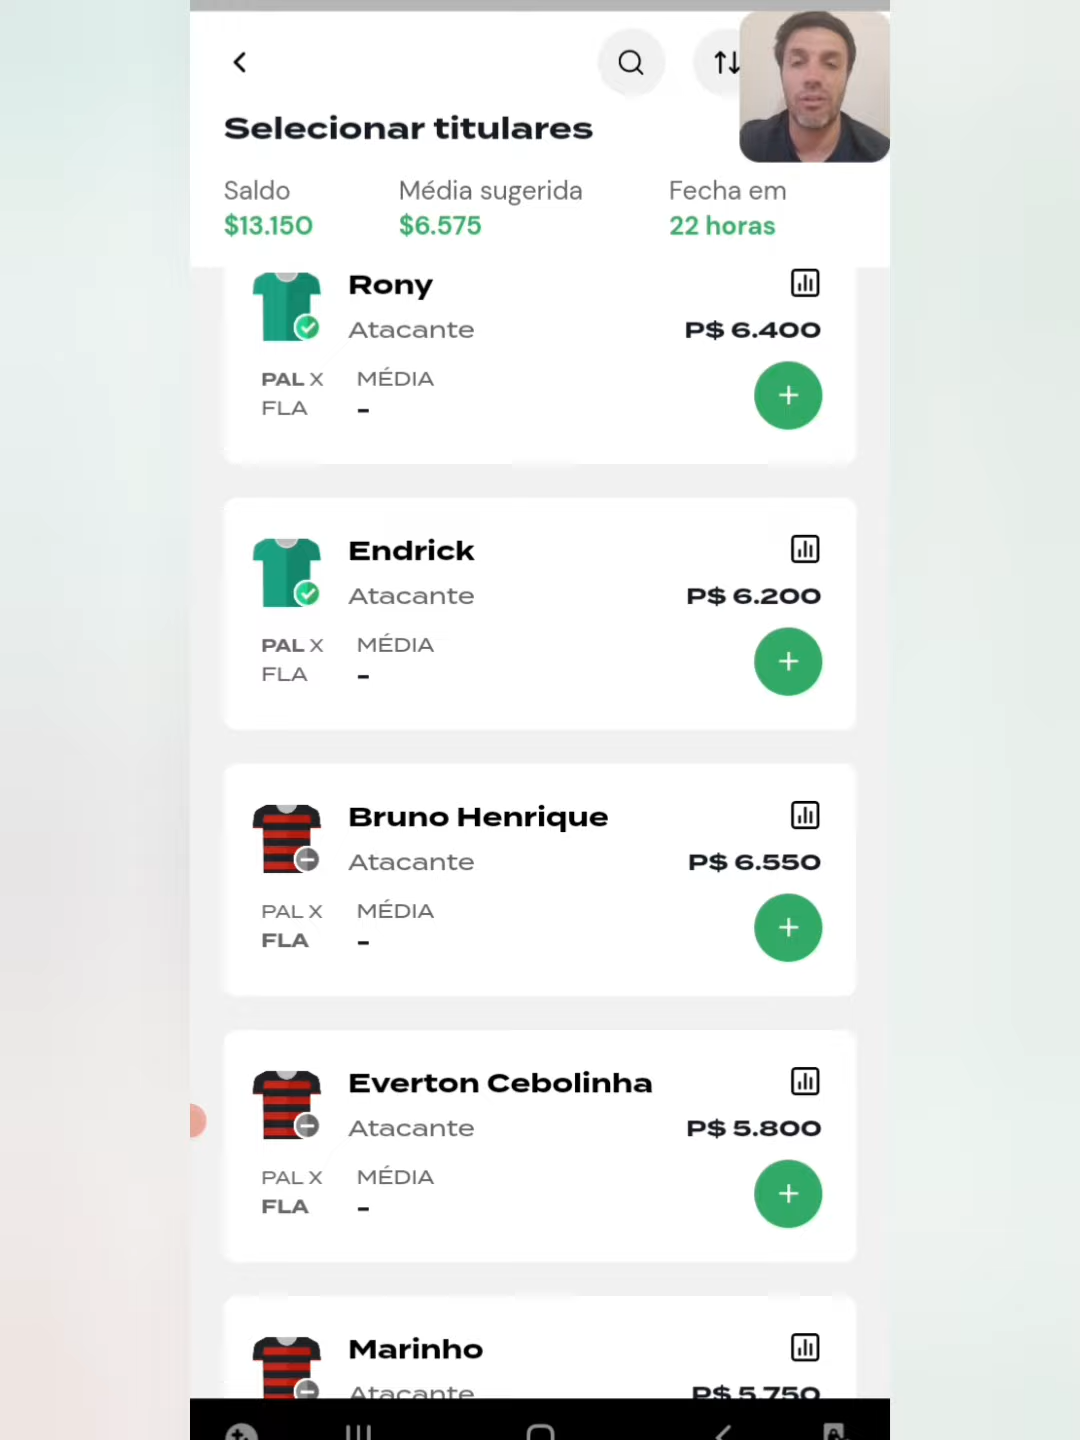 Selecionar titulares
Saldo Média sugerida Fecha em
$13.150 $6.575 22 horas
Rony
Atacante P$ 6.400
PAL X MÉDIA
FLA -
Endrick
Atacante P$ 6.200
PAL X MÉDIA
FLA -
Bruno Henrique
Atacante P$ 6.550
PAL X MÉDIA
FLA -
Everton Cebolinha
Atacante P$ 5.800
PAL X MÉDIA
FLA -
Marinho
Atacante P$ 5.750